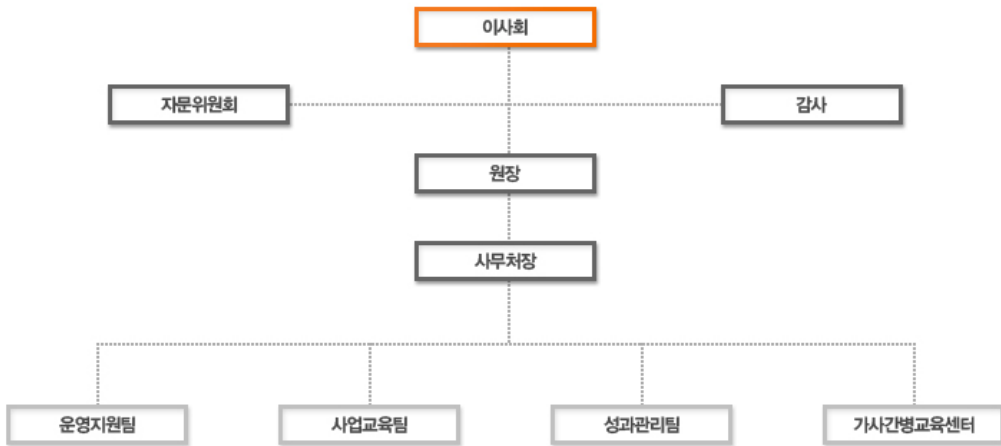 이사회
자문위원회
감사
원장
사무처장
운영지원팀
사업교육팀
성과관리팀
가사간병교육센터